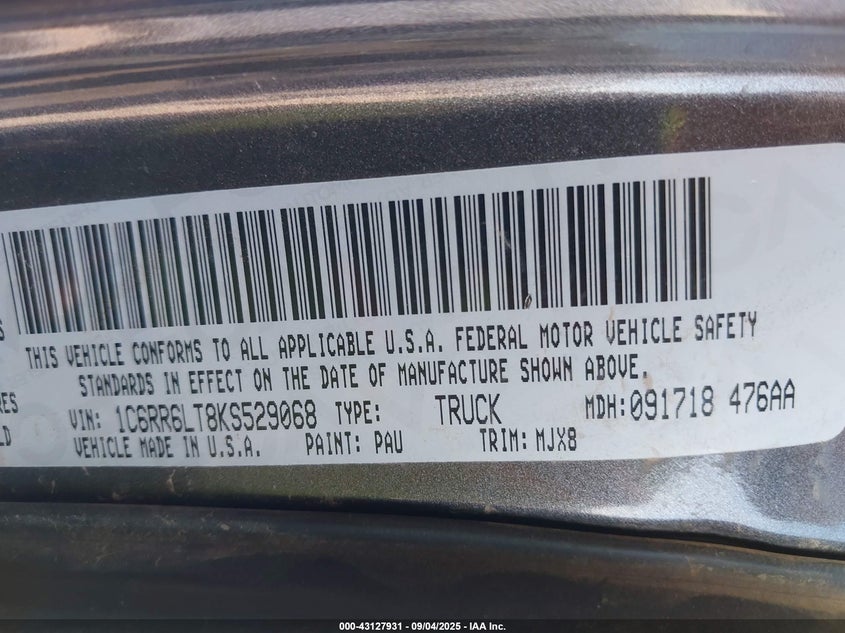 THIS VEHICLE CONFORMS TO ALL APPLICABLE U.S.A. FEDERAL MOTOR VEHICLE SAFETY
STANDARDS IN EFFECT ON THE DATE OF MANUFACTURE SHOWN ABOVE.
RES
VIN: 1C6RR6LT8KS529068 TYPE: TRUCK MDH:091718 476AA
LD
VEHICLE MADE IN U.S.A. PAINT: PAU TRIM: MJX8
000-43127931 - 09/04/2025 - IAA Inc.